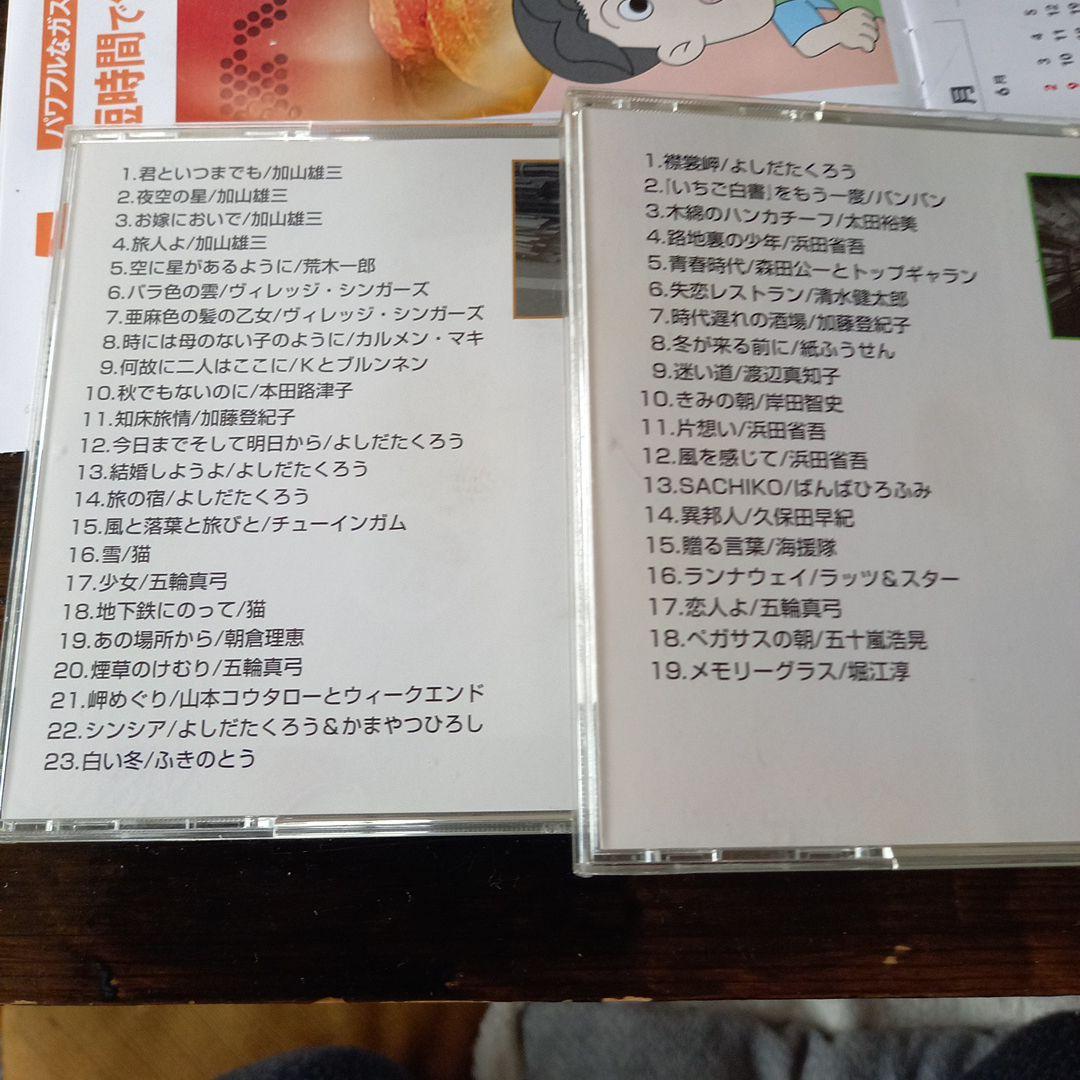 パワフルなガス
短時間で
月
6月
5 12
4 11
3 10
2 9
1.君といつまでも/加山雄三
2.夜空の星/加山雄三
3.お嫁においで/加山雄三
4.旅人よ/加山雄三
5.空に星があるように/荒木一郎
6.バラ色の雲/ヴィレッジ・シンガーズ
7.亜麻色の髪の乙女/ヴィレッジ・シンガーズ
8.時には母のない子のように/カルメン・マキ
9.何故に二人はここに/Kとブルンネン
10.秋でもないのに/本田路津子
11.知床旅情/加藤登紀子
12.今日までそして明日から/よしだたくろう
13.結婚しようよ/よしだたくろう
14.旅の宿/よしだたくろう
15.風と落葉と旅びと/チューインガム
16.雪/猫
17.少女/五輪真弓
18.地下鉄にのって/猫
19.あの場所から/朝倉理恵
20.煙草のけむり/五輪真弓
21.岬めぐり/山本コウタローとウィークエンド
22.シンシア/よしだたくろう&かまやつひろし
23.白い冬/ふきのとう
1.襟裳岬/よしだたくろう
2.『いちご白書』をもう一度/バンバン
3.木綿のハンカチーフ/太田裕美
4.路地裏の少年/浜田省吾
5.青春時代/森田公一とトップギャラン
6.失恋レストラン/清水健太郎
7.時代遅れの酒場/加藤登紀子
8.冬が来る前に/紙ふうせん
9.迷い道/渡辺真知子
10.きみの朝/岸田智史
11.片想い/浜田省吾
12.風を感じて/浜田省吾
13.SACHIKO/ばんばひろふみ
14.異邦人/久保田早紀
15.贈る言葉/海援隊
16.ランナウェイ/ラッツ&スター
17.恋人よ/五輪真弓
18.ペガサスの朝/五十嵐浩晃
19.メモリーグラス/堀江淳